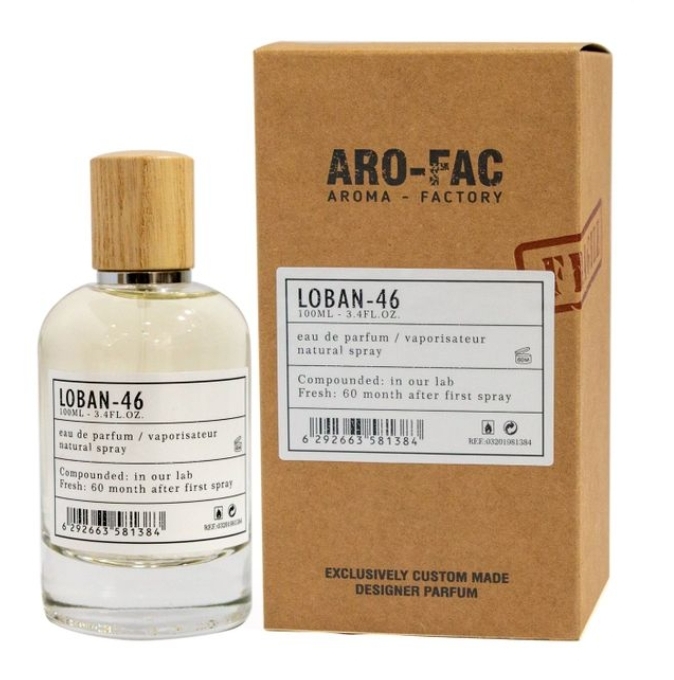 ARO-FAC
AROMA - FACTORY
LOBAN-46
100ML - 3.4FL.OZ.
eau de parfum / vaporisateur
natural spray
60M
Compounded: in our lab
Fresh: 60 month after first spray
6 292663 581384
REF:03201981384
EXCLUSIVELY CUSTOM MADE
DESIGNER PARFUM
LOBAN-46
100ML - 3.4FL.OZ.
eau de parfum / vaporisateur
natural spray
Compounded: in our lab
Fresh: 60 month after first spray
6 292663 581384
REF:03201981384